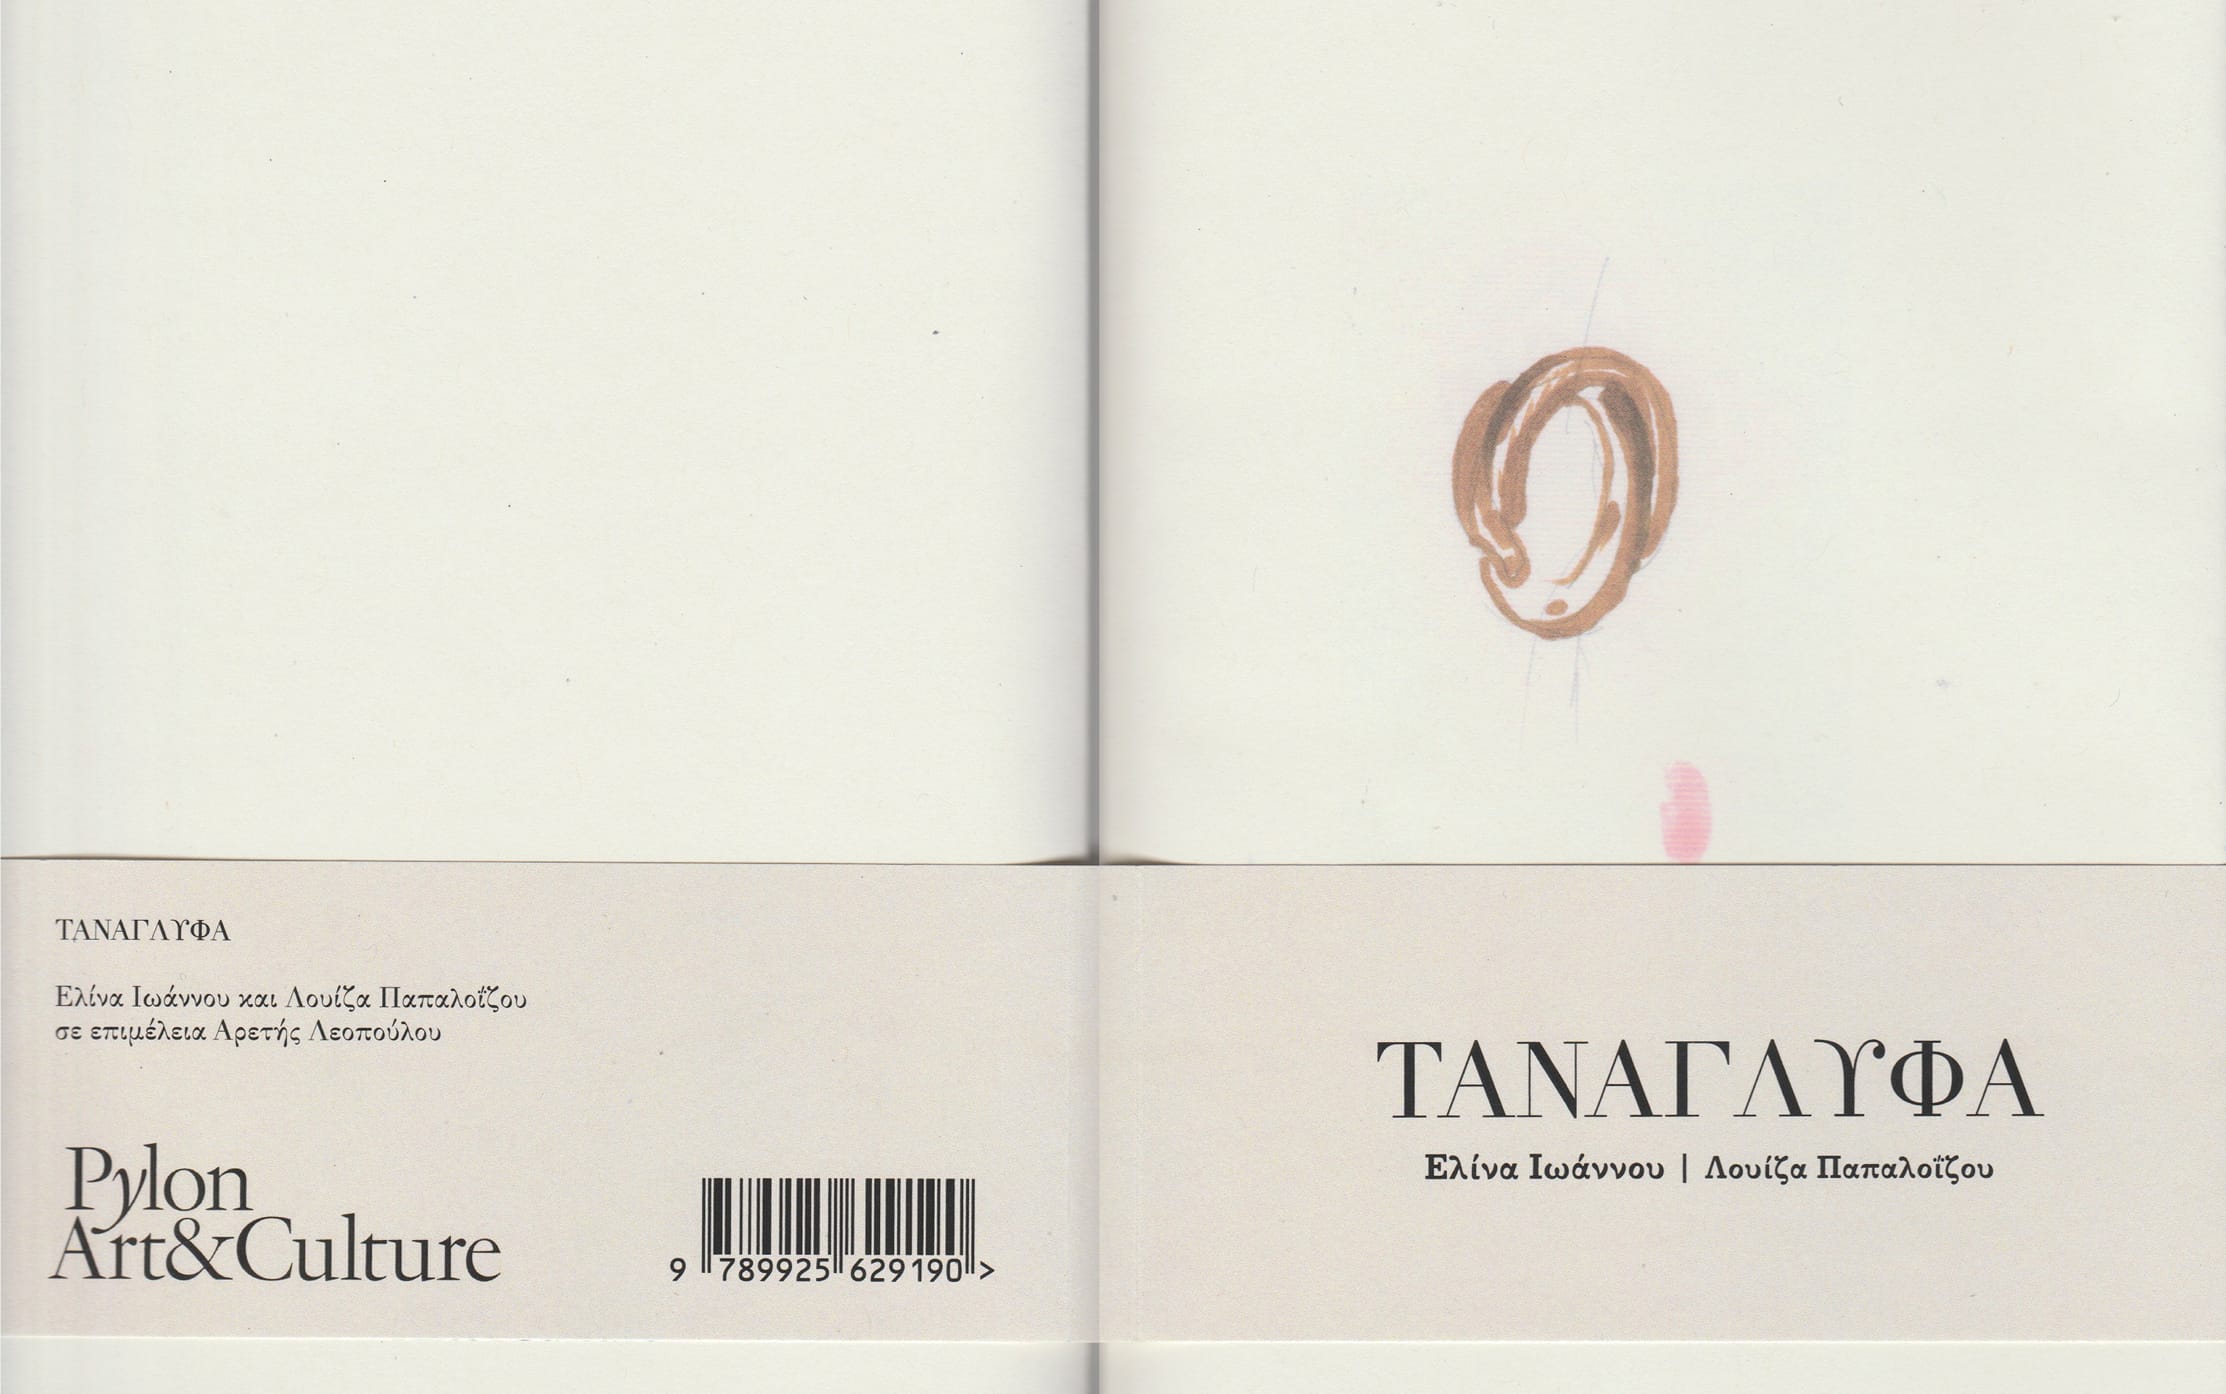 ΤΑΝΑΓΛΥΦΑ
Ελίνα Ιωάννου και Λουίζα Παπαλοΐζου
σε επιμέλεια Αρετής Λεοπούλου
Pylon
Art&Culture
9 789925 629190 >
ΤΑΝΑΓΛΥΦΑ
Ελίνα Ιωάννου | Λουίζα Παπαλοΐζου